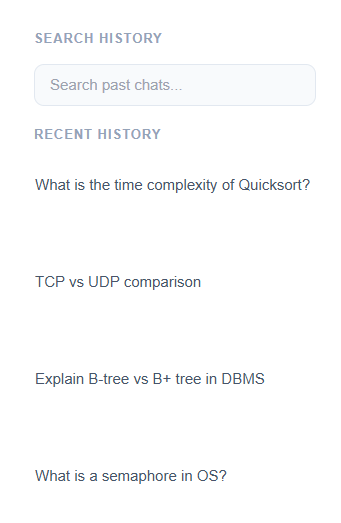 SEARCH HISTORY
Search past chats...
RECENT HISTORY
What is the time complexity of Quicksort?
TCP vs UDP comparison
Explain B-tree vs B+ tree in DBMS
What is a semaphore in OS?